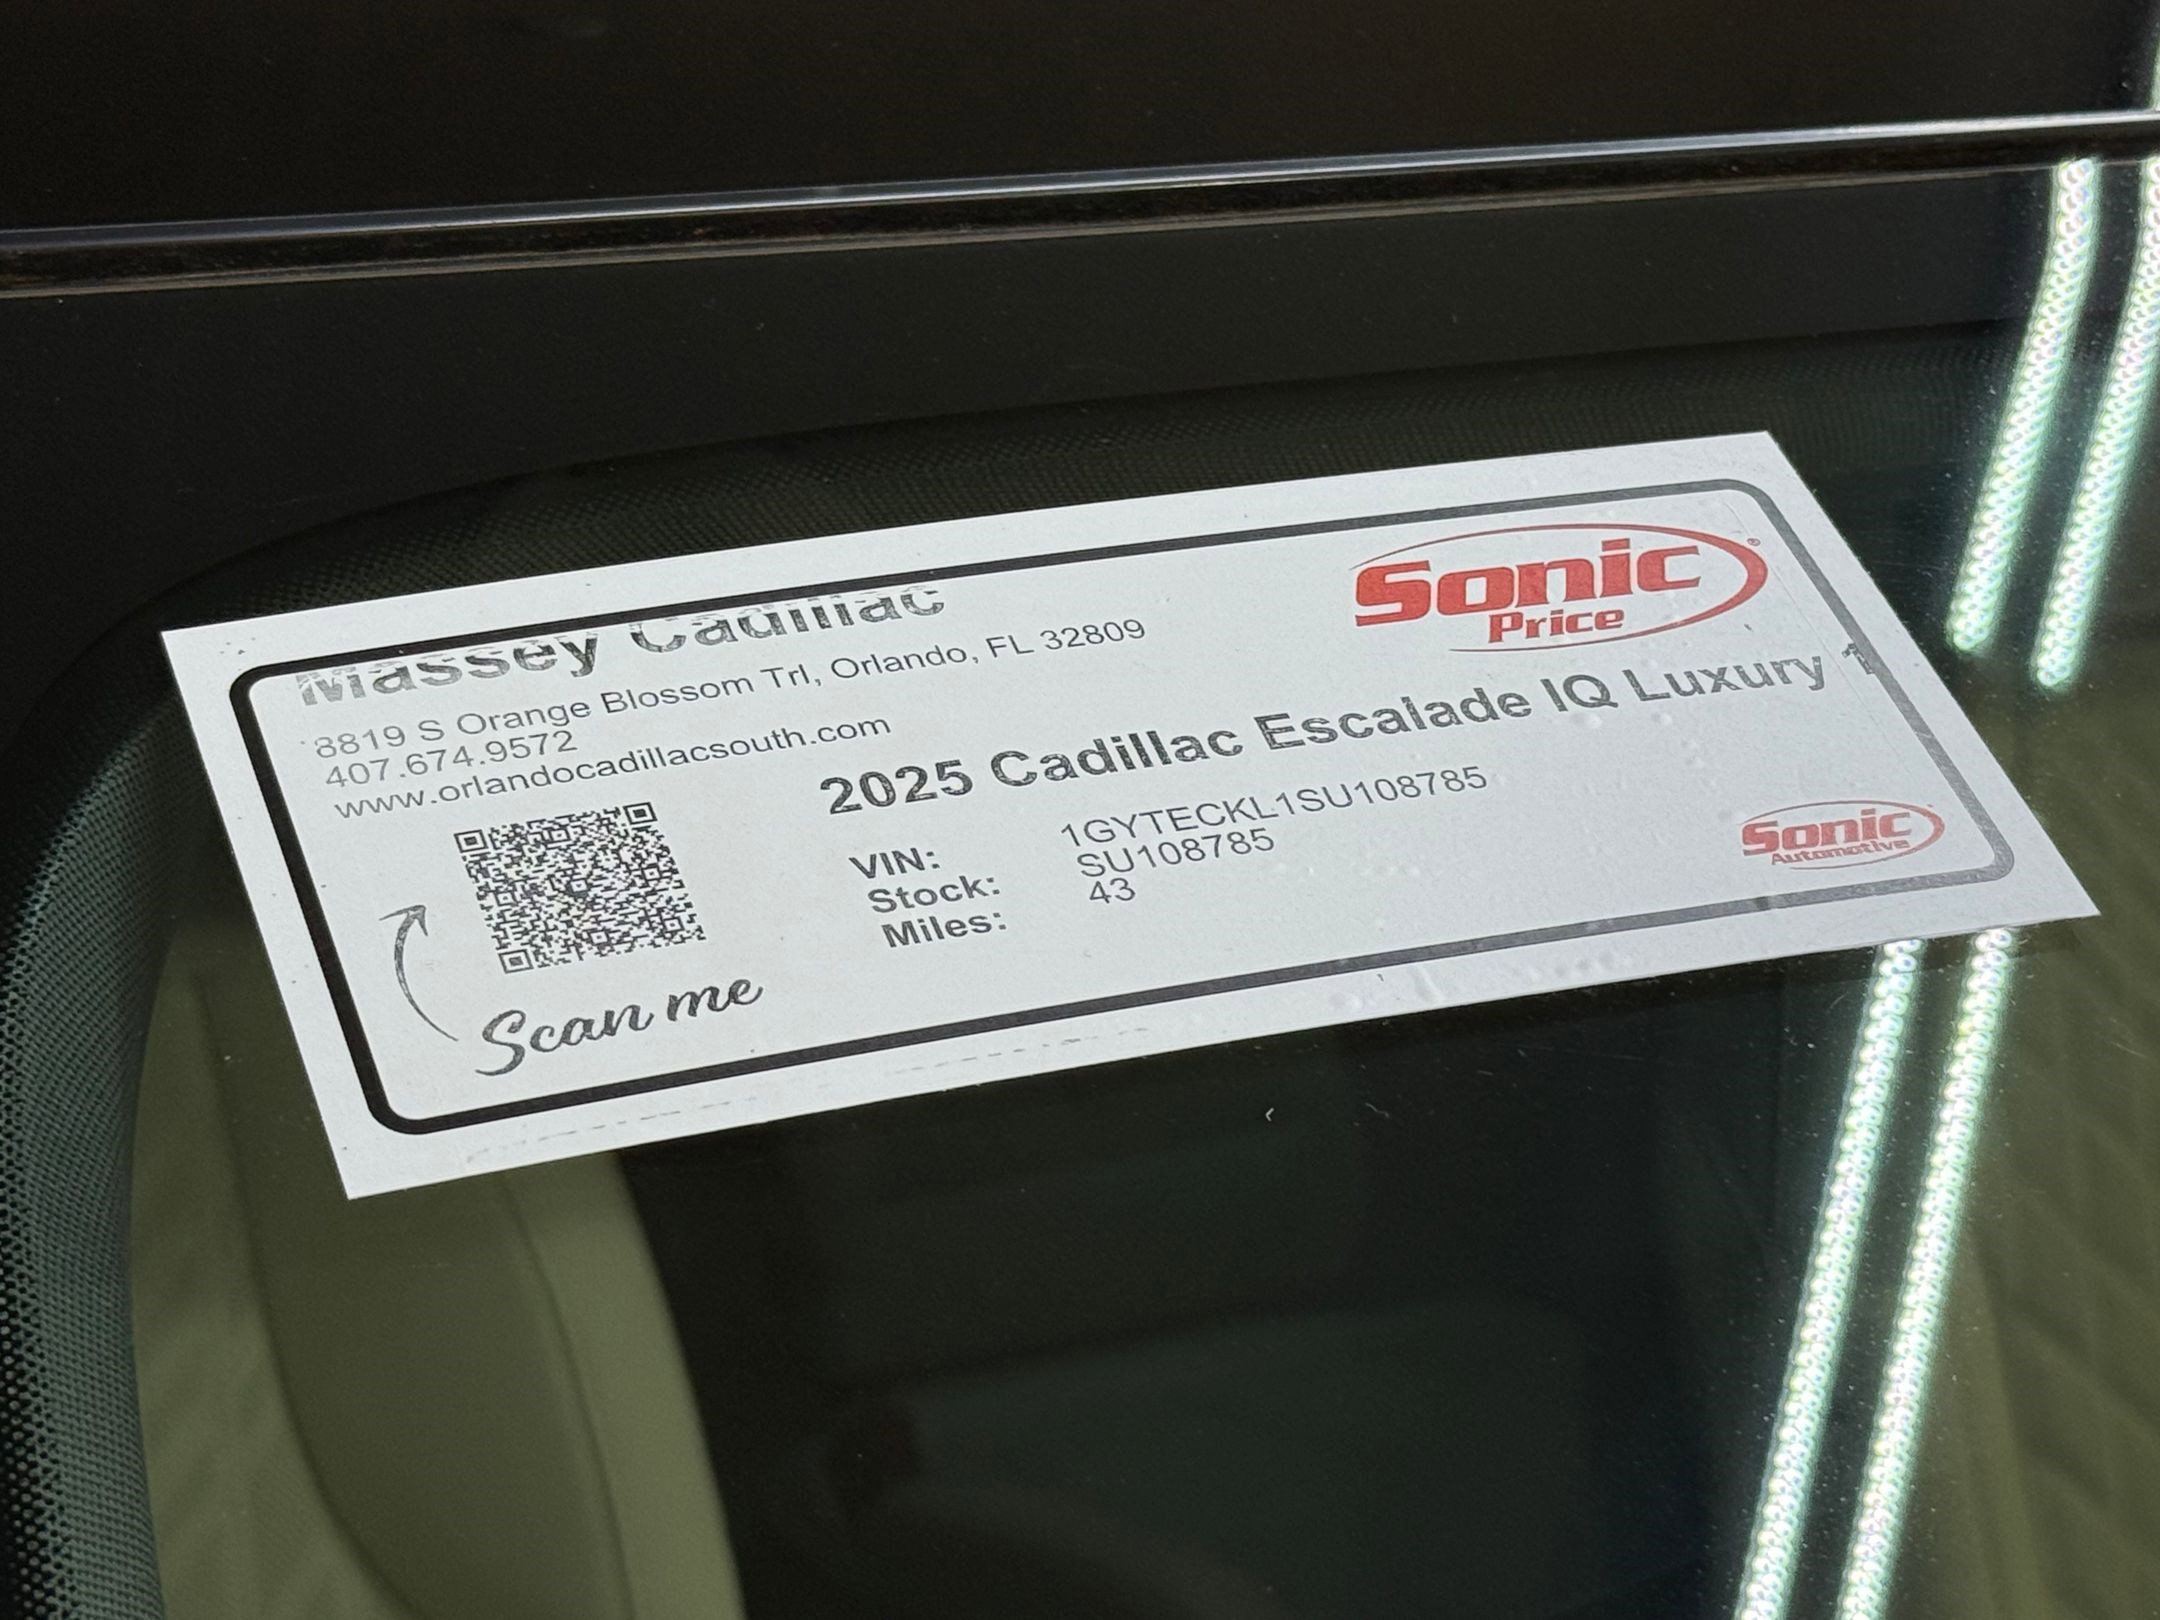 Massey Cadillac
8819 S Orange Blossom Trl, Orlando, FL 32809
407.674.9572
www.orlandocadillacsouth.com
Sonic®
Price
2025 Cadillac Escalade IQ Luxury 1
VIN: 1GYTECKL1SU108785
Stock: SU108785
Miles: 43
Scan me
Sonic
Automotive